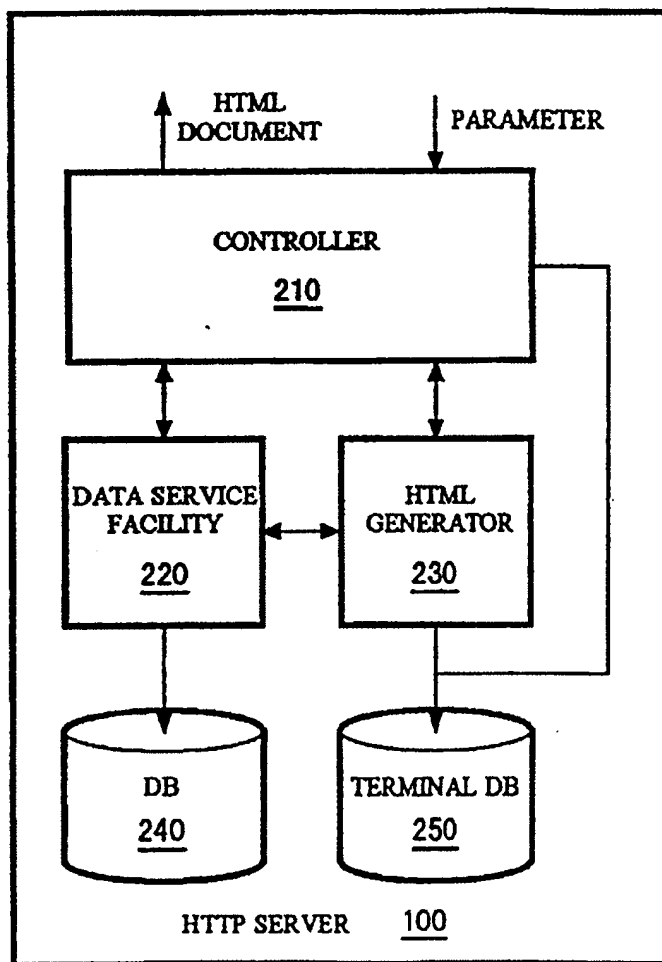 HTML
DOCUMENT
PARAMETER
CONTROLLER
210
DATA SERVICE
FACILITY
220
HTML
GENERATOR
230
DB
240
TERMINAL DB
250
HTTP SERVER 100